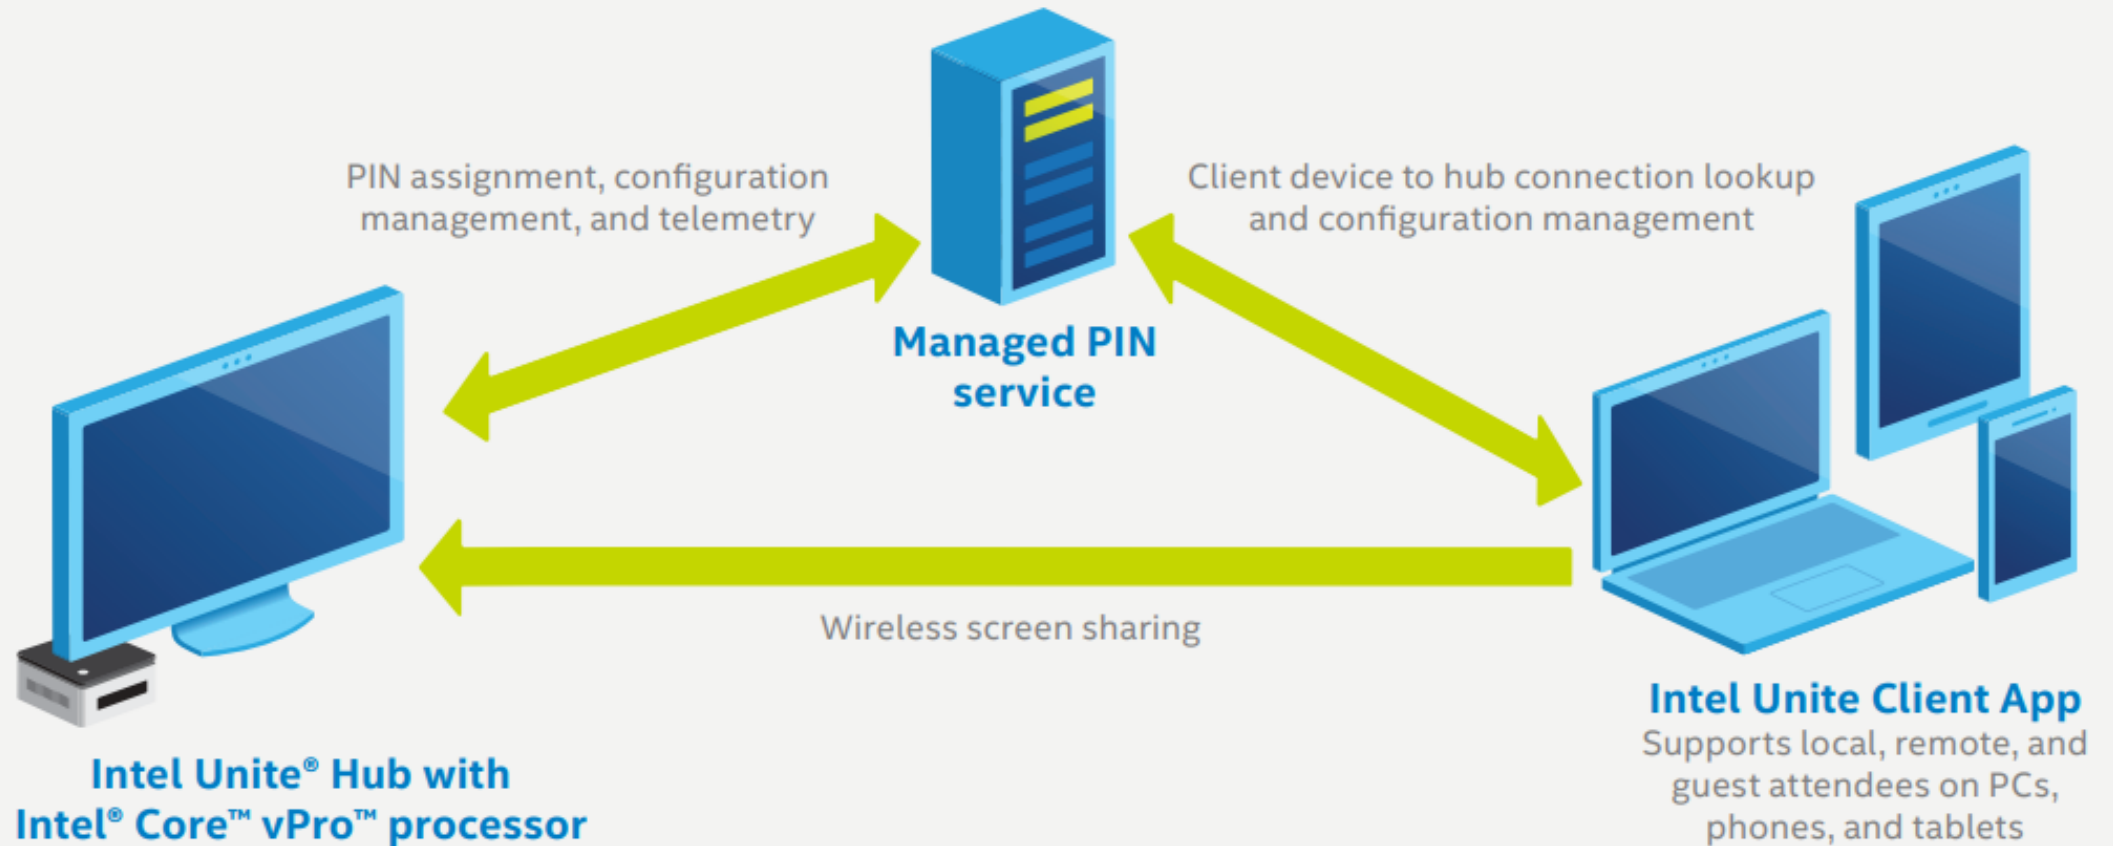 PIN assignment, configuration
management, and telemetry
Client device to hub connection lookup
and configuration management
Managed PIN
service
Wireless screen sharing
Intel Unite® Hub with
Intel® Core™ vPro™ processor
Intel Unite Client App
Supports local, remote, and
guest attendees on PCs,
phones, and tablets